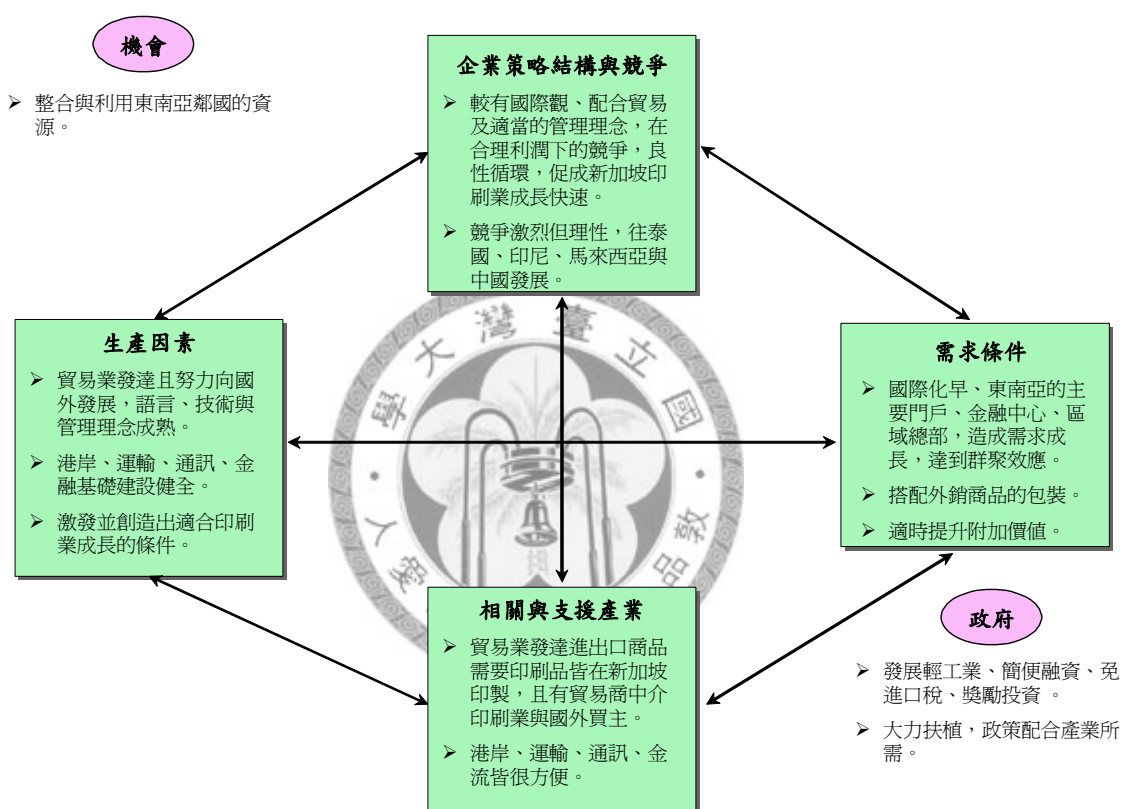 機會
➢ 整合與利用東南亞鄰國的資
源。
企業策略結構與競爭
➢ 較有國際觀、配合貿易
及適當的管理理念,在
合理利潤下的競爭,良
性循環,促成新加坡印
刷業成長快速。
➢ 競爭激烈但理性,往泰
國、印尼、馬來西亞與
中國發展。
生產因素
➢ 貿易業發達且努力向國
外發展,語言、技術與
管理理念成熟。
➢ 港岸、運輸、通訊、金
融基礎建設健全。
➢ 激發並創造出適合印刷
業成長的條件。
需求條件
➢ 國際化早、東南亞的主
要門戶、金融中心、區
域總部,造成需求成
長,達到群聚效應。
➢ 搭配外銷商品的包裝。
➢ 適時提升附加價值。
相關與支援產業
➢ 貿易業發達進出口商品
需要印刷品皆在新加坡
印製,且有貿易商中介
印刷業與國外買主。
➢ 港岸、運輸、通訊、金
流皆很方便。
政府
➢ 發展輕工業、簡便融資、免
進口稅、獎勵投資 。
➢ 大力扶植,政策配合產業所
需。
學大灣臺立國
人愛
品敦